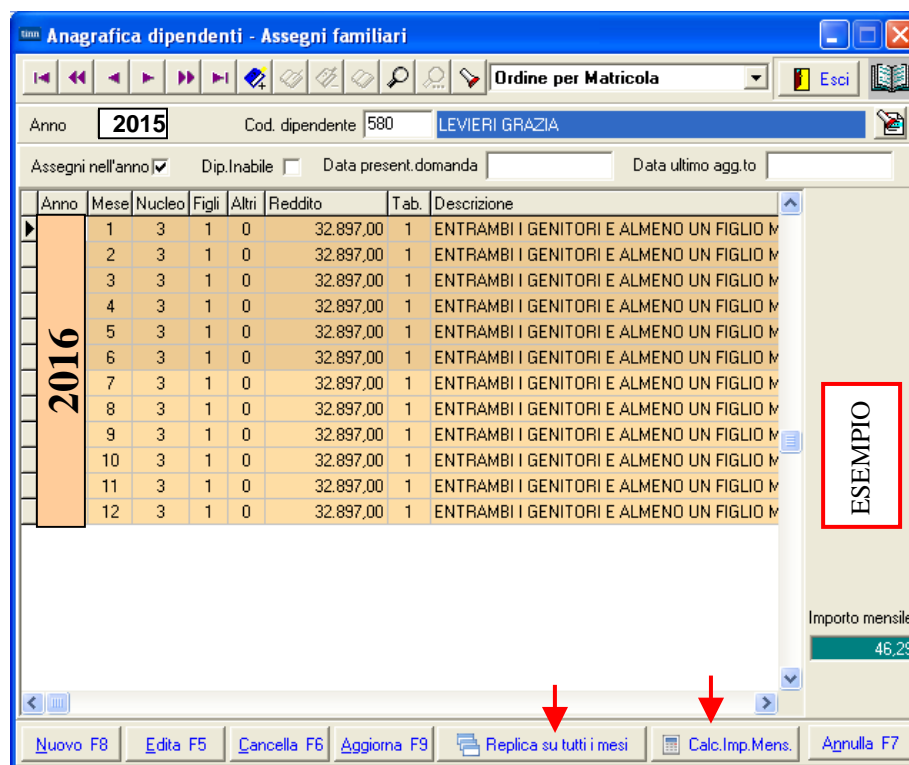 tinn Anagrafica dipendenti - Assegni familiari
Ordine per Matricola Esci
Anno 2015 Cod. dipendente 580 LEVIERI GRAZIA
Assegni nell'anno Dip.Inabile Data present.domanda Data ultimo agg.to
Anno Mese Nucleo Figli Altri Reddito Tab. Descrizione
1 3 1 0 32.897,00 1 ENTRAMBI I GENITORI E ALMENO UN FIGLIO M
2 3 1 0 32.897,00 1 ENTRAMBI I GENITORI E ALMENO UN FIGLIO M
3 3 1 0 32.897,00 1 ENTRAMBI I GENITORI E ALMENO UN FIGLIO M
4 3 1 0 32.897,00 1 ENTRAMBI I GENITORI E ALMENO UN FIGLIO M
5 3 1 0 32.897,00 1 ENTRAMBI I GENITORI E ALMENO UN FIGLIO M
6 3 1 0 32.897,00 1 ENTRAMBI I GENITORI E ALMENO UN FIGLIO M
7 3 1 0 32.897,00 1 ENTRAMBI I GENITORI E ALMENO UN FIGLIO M
8 3 1 0 32.897,00 1 ENTRAMBI I GENITORI E ALMENO UN FIGLIO M
9 3 1 0 32.897,00 1 ENTRAMBI I GENITORI E ALMENO UN FIGLIO M
10 3 1 0 32.897,00 1 ENTRAMBI I GENITORI E ALMENO UN FIGLIO M
11 3 1 0 32.897,00 1 ENTRAMBI I GENITORI E ALMENO UN FIGLIO M
12 3 1 0 32.897,00 1 ENTRAMBI I GENITORI E ALMENO UN FIGLIO M
2016
ESEMPIO
Importo mensile
46,29
Nuovo F8 Edita F5 Cancella F6 Aggiorna F9 Replica su tutti i mesi Calc.Imp.Mens. Annulla F7